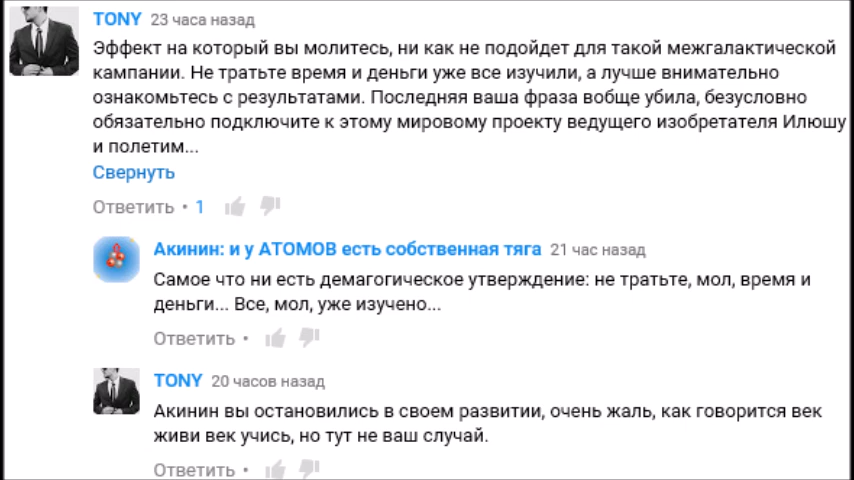 TONY 23 часа назад
Эффект на который вы молитесь, ни как не подойдет для такой межгалактической
кампании. Не тратьте время и деньги уже все изучили, а лучше внимательно
ознакомьтесь с результатами. Последняя ваша фраза вобще убила, безусловно
обязательно подключите к этому мировому проекту ведущего изобретателя Илюшу
и полетим...
Свернуть
Ответить • 1
Акинин: и у АТОМОВ есть собственная тяга 21 час назад
Самое что ни есть демагогическое утверждение: не тратьте, мол, время и
деньги... Все, мол, уже изучено...
Ответить •
TONY 20 часов назад
Акинин вы остановились в своем развитии, очень жаль, как говорится век
живи век учись, но тут не ваш случай.
Ответить •